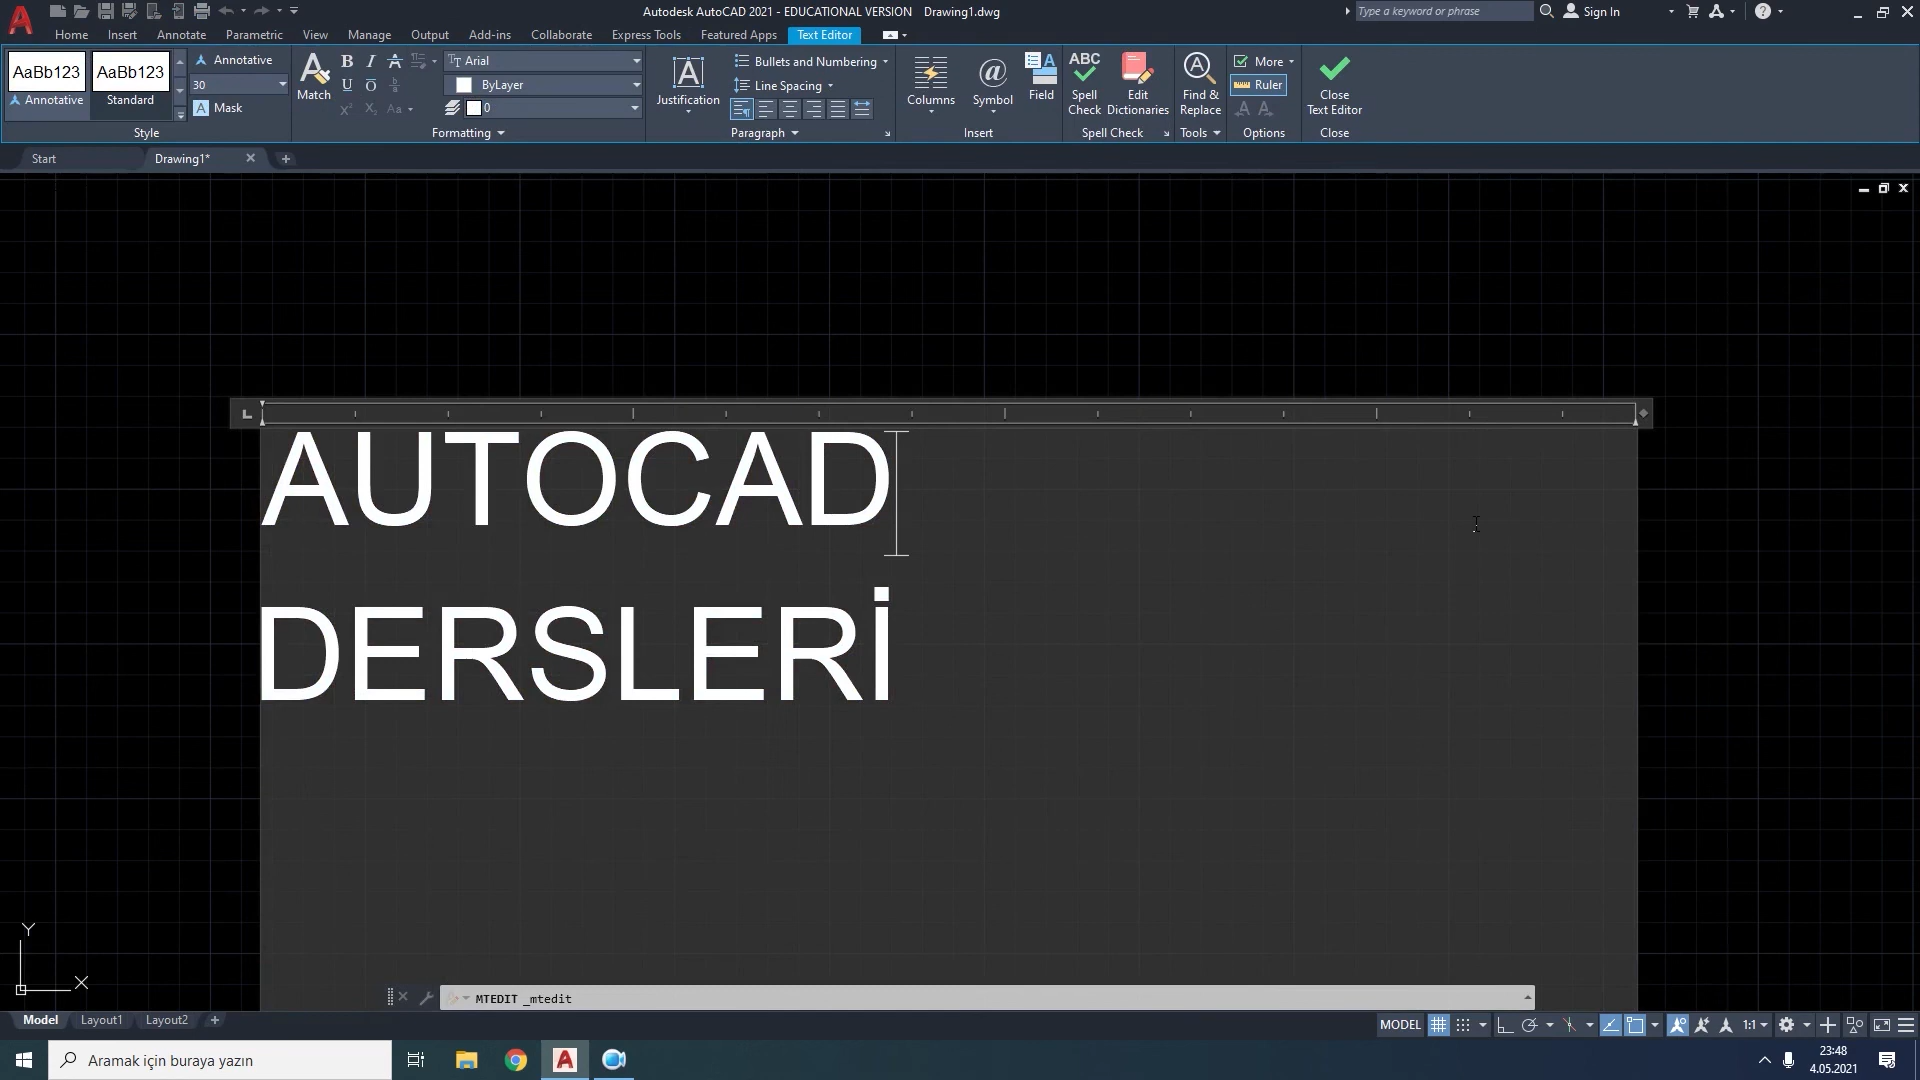 Autodesk AutoCAD 2021 - EDUCATIONAL VERSION Drawing1.dwg
Type a keyword or phrase
Sign In
Home Insert Annotate Parametric View Manage Output Add-ins Collaborate Express Tools Featured Apps Text Editor
AaBb123 AaBb123
Annotative Standard
Annotative
30
Mask
Style
Match
Arial
ByLayer
0
Formatting
Justification
Bullets and Numbering
Line Spacing
Paragraph
Columns Symbol Field
Insert
ABC
Spell Check
Edit Dictionaries
Spell Check
Find & Replace
Tools
More
Ruler
Options
Close Text Editor
Close
Start Drawing1*
AUTOCAD
DERSLERİ
Y
X
MTEDIT _mtedit
Model Layout1 Layout2
MODEL 1:1
Aramak için buraya yazın
23:48
4.05.2021